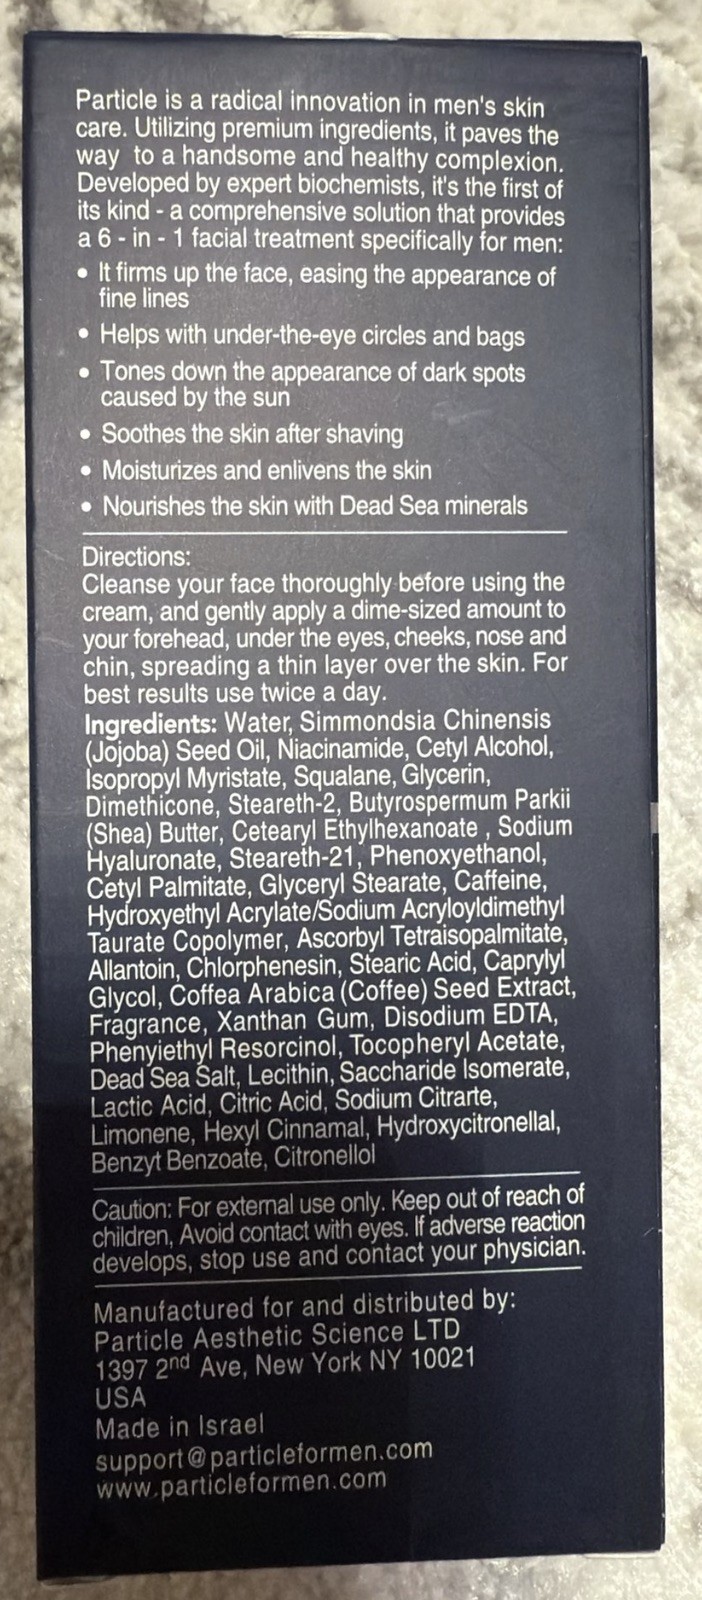 Particle is a radical innovation in men's skin
care. Utilizing premium ingredients, it paves the
way to a handsome and healthy complexion.
Developed by expert biochemists, it's the first of
its kind - a comprehensive solution that provides
a 6 - in - 1 facial treatment specifically for men:
• It firms up the face, easing the appearance of
fine lines
• Helps with under-the-eye circles and bags
• Tones down the appearance of dark spots
caused by the sun
• Soothes the skin after shaving
• Moisturizes and enlivens the skin
• Nourishes the skin with Dead Sea minerals
Directions:
Cleanse your face thoroughly before using the
cream, and gently apply a dime-sized amount to
your forehead, under the eyes, cheeks, nose and
chin, spreading a thin layer over the skin. For
best results use twice a day.
Ingredients: Water, Simmondsia Chinensis
(Jojoba) Seed Oil, Niacinamide, Cetyl Alcohol,
Isopropyl Myristate, Squalane, Glycerin,
Dimethicone, Steareth-2, Butyrospermum Parkii
(Shea) Butter, Cetearyl Ethylhexanoate , Sodium
Hyaluronate, Steareth-21, Phenoxyethanol,
Cetyl Palmitate, Glyceryl Stearate, Caffeine,
Hydroxyethyl Acrylate/Sodium Acryloyldimethyl
Taurate Copolymer, Ascorbyl Tetraisopalmitate,
Allantoin, Chlorphenesin, Stearic Acid, Caprylyl
Glycol, Coffea Arabica (Coffee) Seed Extract,
Fragrance, Xanthan Gum, Disodium EDTA,
Phenyiethyl Resorcinol, Tocopheryl Acetate,
Dead Sea Salt, Lecithin, Saccharide Isomerate,
Lactic Acid, Citric Acid, Sodium Citrarte,
Limonene, Hexyl Cinnamal, Hydroxycitronellal,
Benzyt Benzoate, Citronellol
Caution: For external use only. Keep out of reach of
children, Avoid contact with eyes. If adverse reaction
develops, stop use and contact your physician.
Manufactured for and distributed by:
Particle Aesthetic Science LTD
1397 2nd Ave, New York NY 10021
USA
Made in Israel
support@particleformen.com
www.particleformen.com